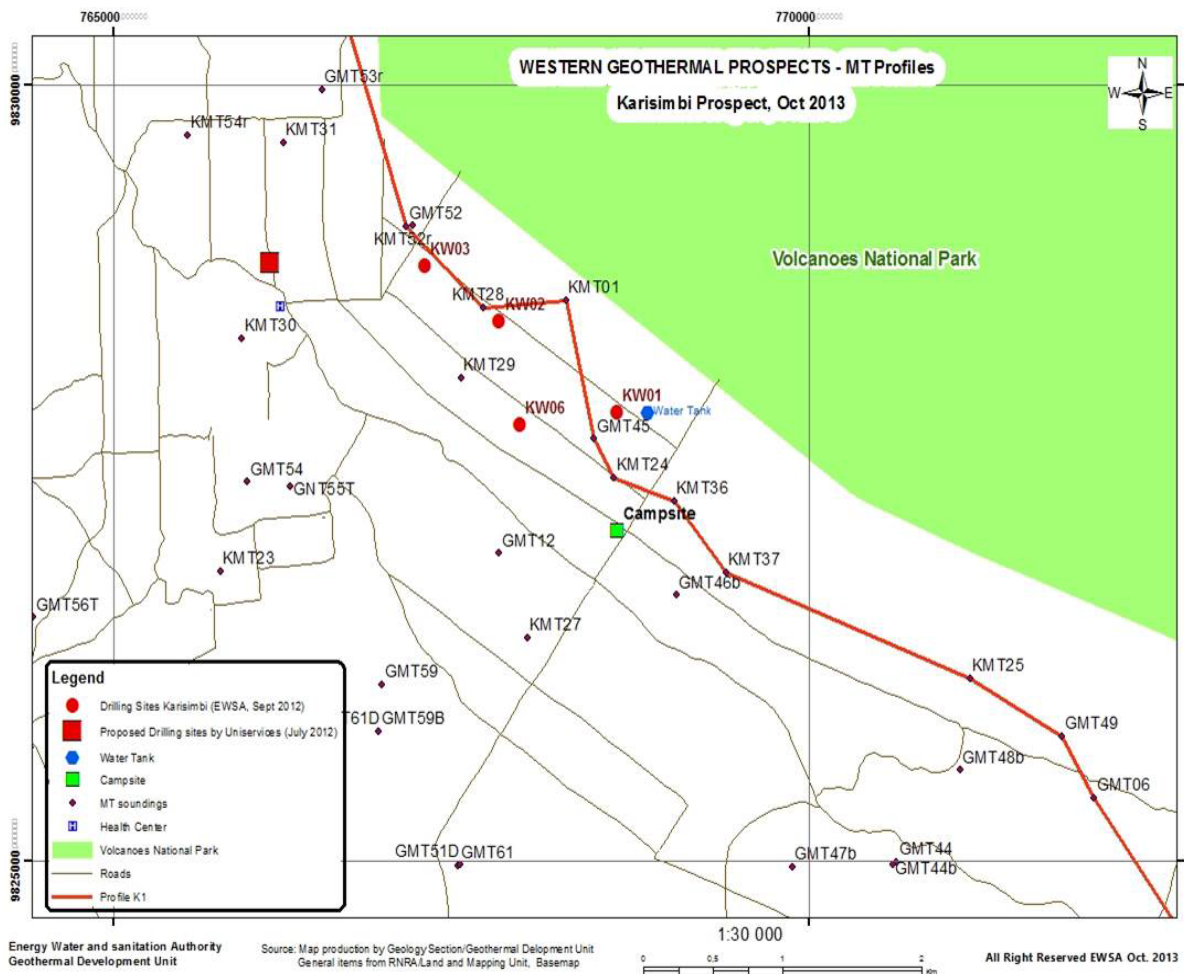 765000
770000
9830000
WESTERN GEOTHERMAL PROSPECTS - MT Profiles
Karisimbi Prospect, Oct 2013
N
W E
S
GMT53r
KMT54r
KMT31
GMT52
KMT52r
KW03
Volcanoes National Park
KMT01
KMT28
KW02
KMT30
H
KMT29
KW01
Water Tank
KW06
GMT45
KMT24
GMT54
GNT55T
KMT36
Campsite
GMT12
KMT23
KMT37
GMT46b
GMT56T
KMT27
KMT25
GMT59
61D
GMT59B
GMT49
GMT48b
GMT06
GMT51D
GMT61
GMT47b
GMT44
GMT44b
9825000
Legend
Drilling Sites Karisimbi (EWSA, Sept 2012)
Proposed Drilling sites by Uniservices (July 2012)
Water Tank
Campsite
MT soundings
H Health Center
Volcanoes National Park
Roads
Profile K1
1:30 000
Energy Water and sanitation Authority
Geothermal Development Unit
Source: Map production by Geology Section/Geothermal Delopment Unit
General items from RNRA/Land and Mapping Unit, Basemap
0 0,5 1 2
Km
All Right Reserved EWSA Oct. 2013